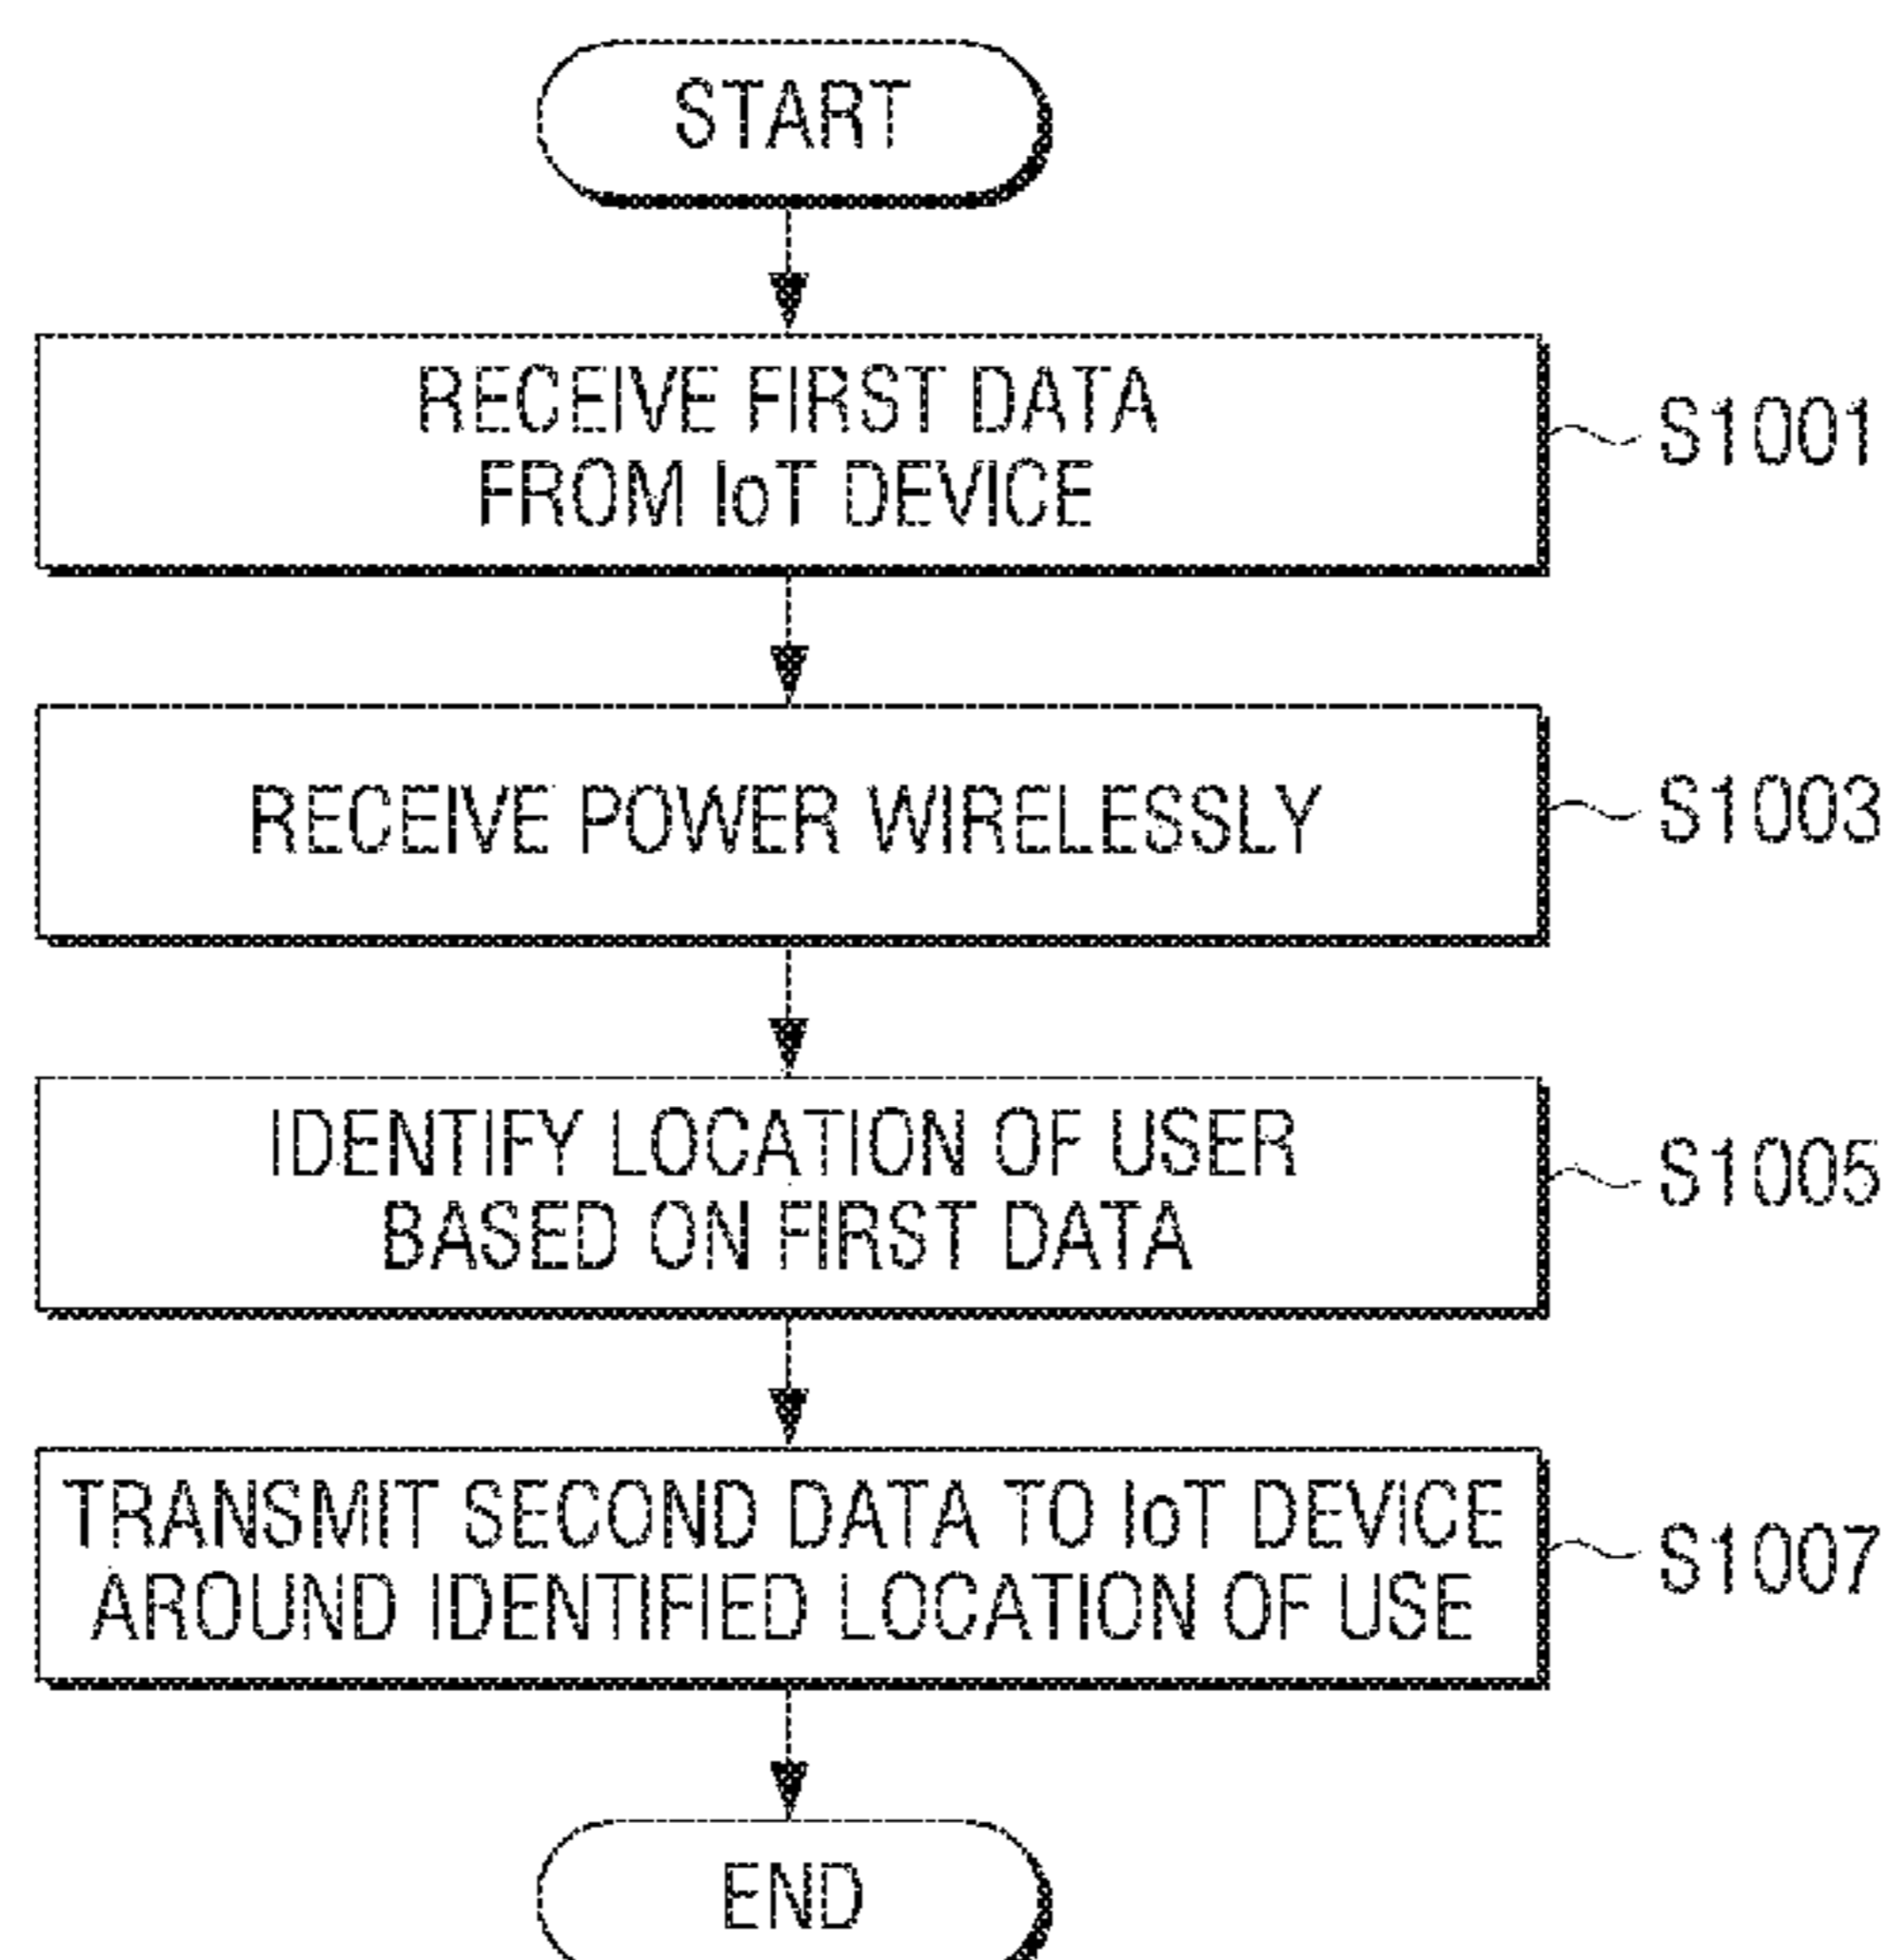 START
RECEIVE FIRST DATA
FROM IoT DEVICE
S1001
RECEIVE POWER WIRELESSLY
S1003
IDENTIFY LOCATION OF USER
BASED ON FIRST DATA
S1005
TRANSMIT SECOND DATA TO IoT DEVICE
AROUND IDENTIFIED LOCATION OF USE
S1007
END